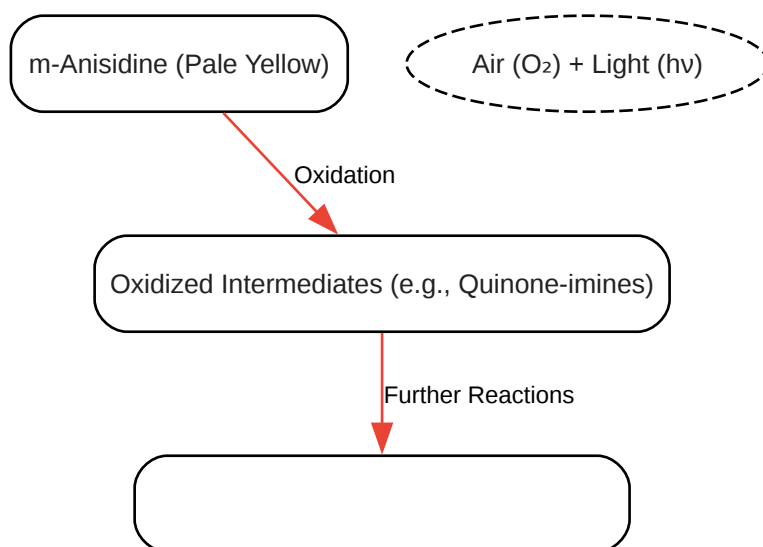 m-Anisidine (Pale Yellow)
Air (O₂) + Light (hν)
Oxidation
Oxidized Intermediates (e.g., Quinone-imines)
Further Reactions